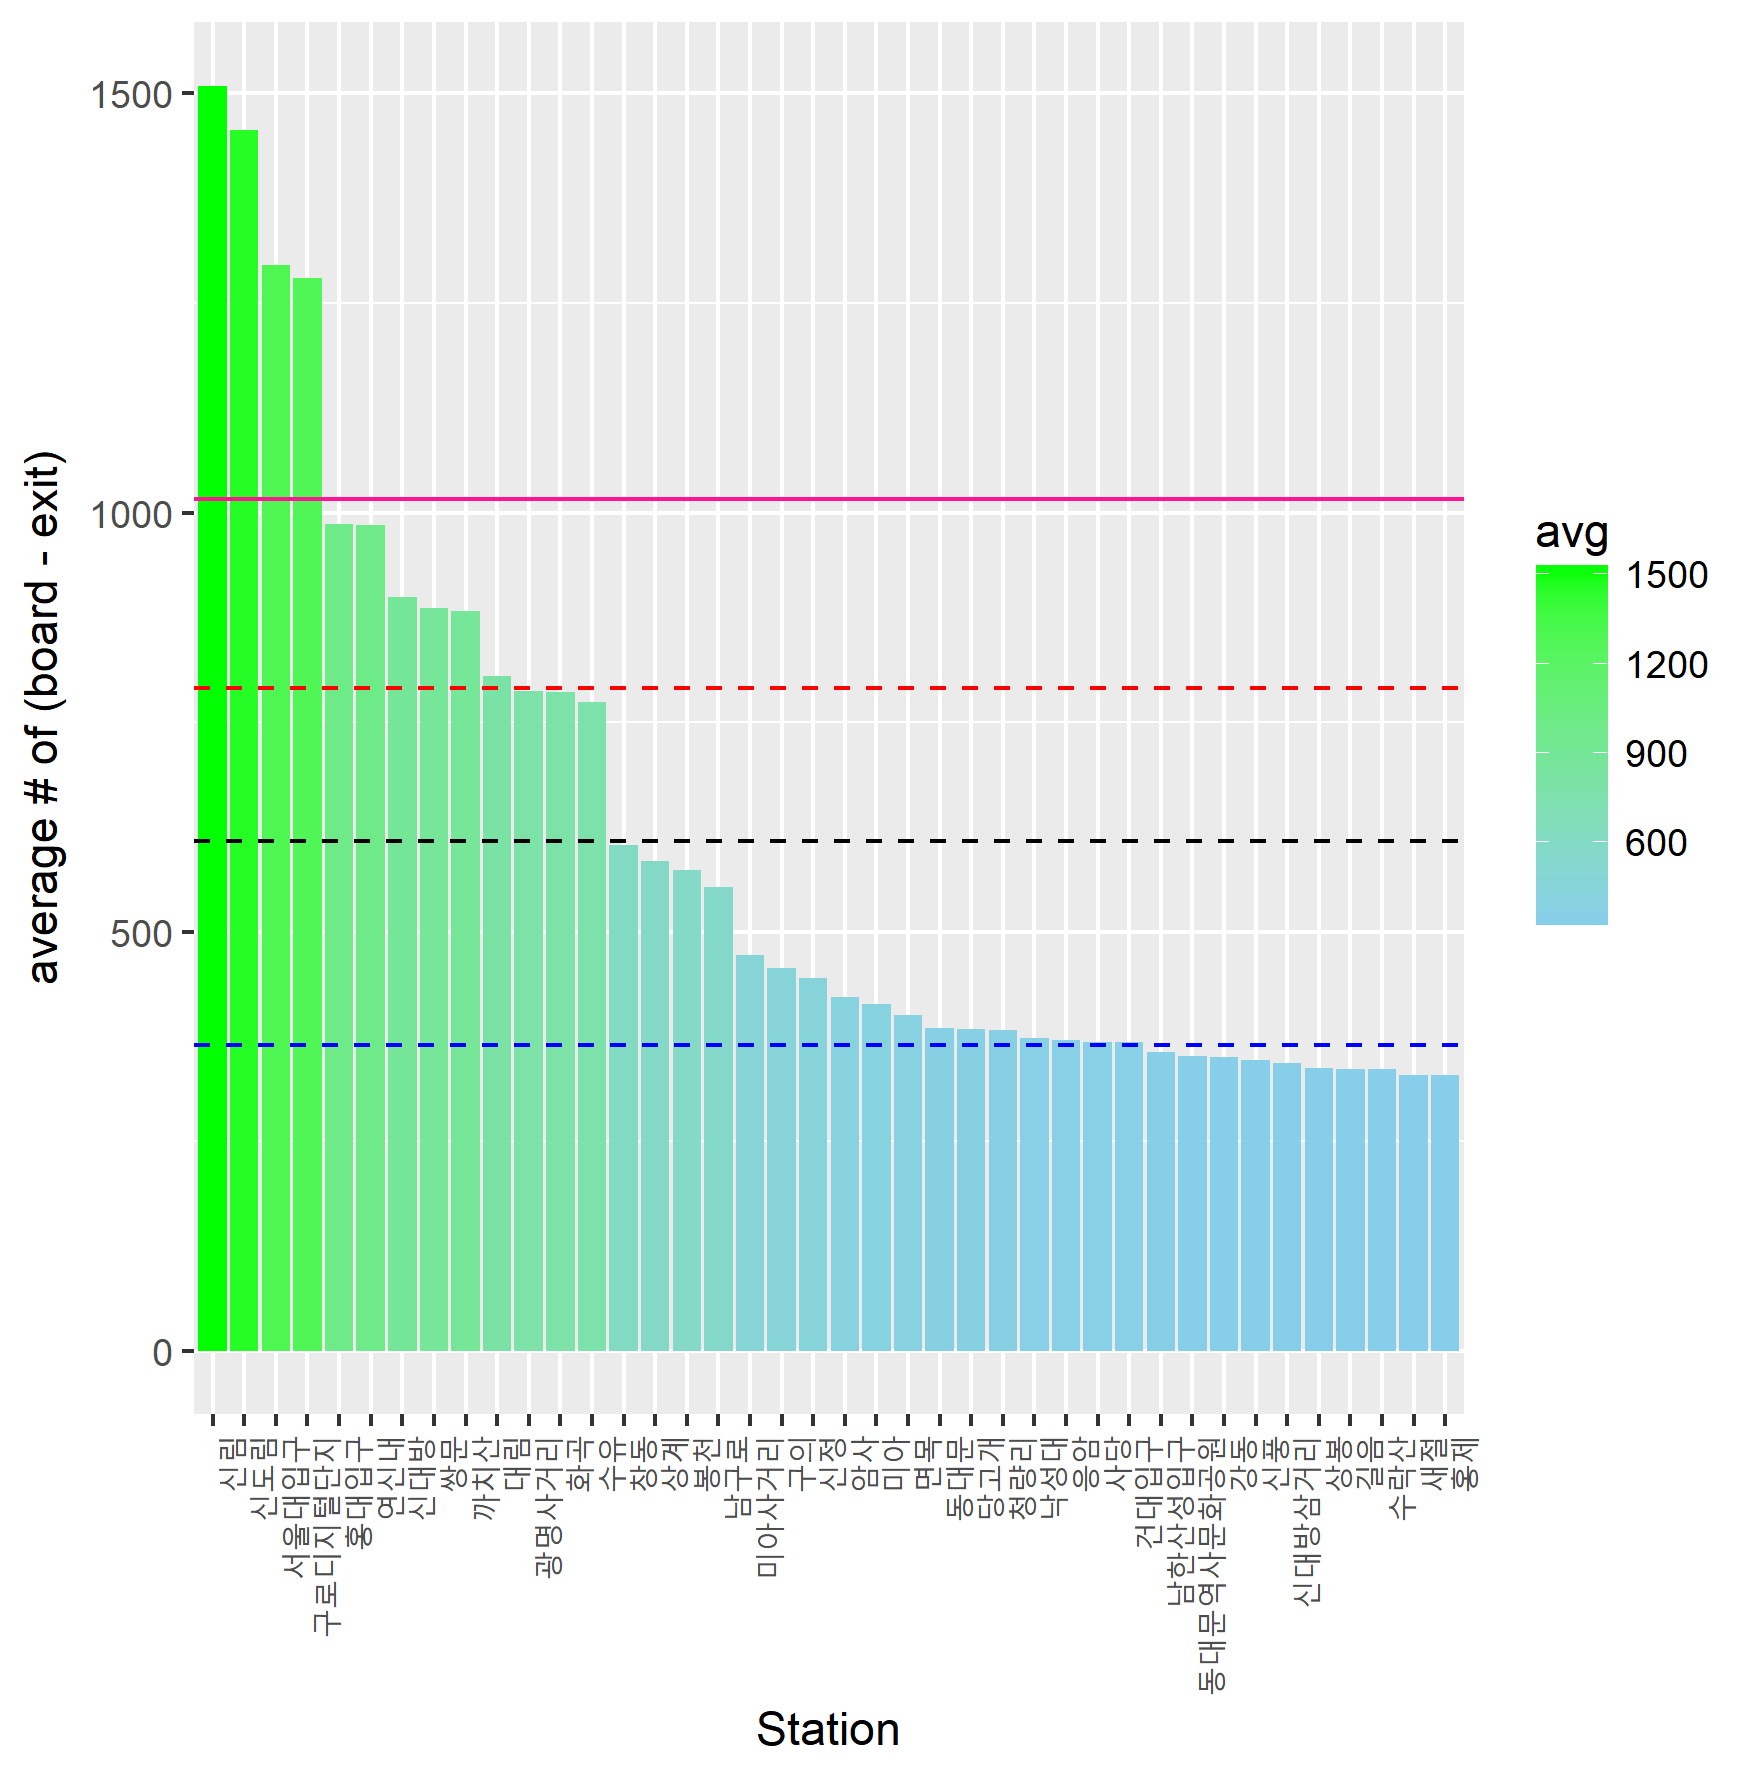 average # of (board - exit)
1500
1000
500
0
신림
신도림
서울대입구
구로디지털단지
홍대입구
연신내
신대방
쌍문
까치산
대림
광명사거리
화곡
수유
창동
상계
봉천
남구로
미아사거리
구의
신정
암사
미아
면목
동대문
당고개
청량리
낙성대
응암
사당
건대입구
남한산성입구
동대문역사문화공원
강동
신풍
신대방삼거리
상봉
길음
수락산
새절
홍제
Station
avg
1500
1200
900
600